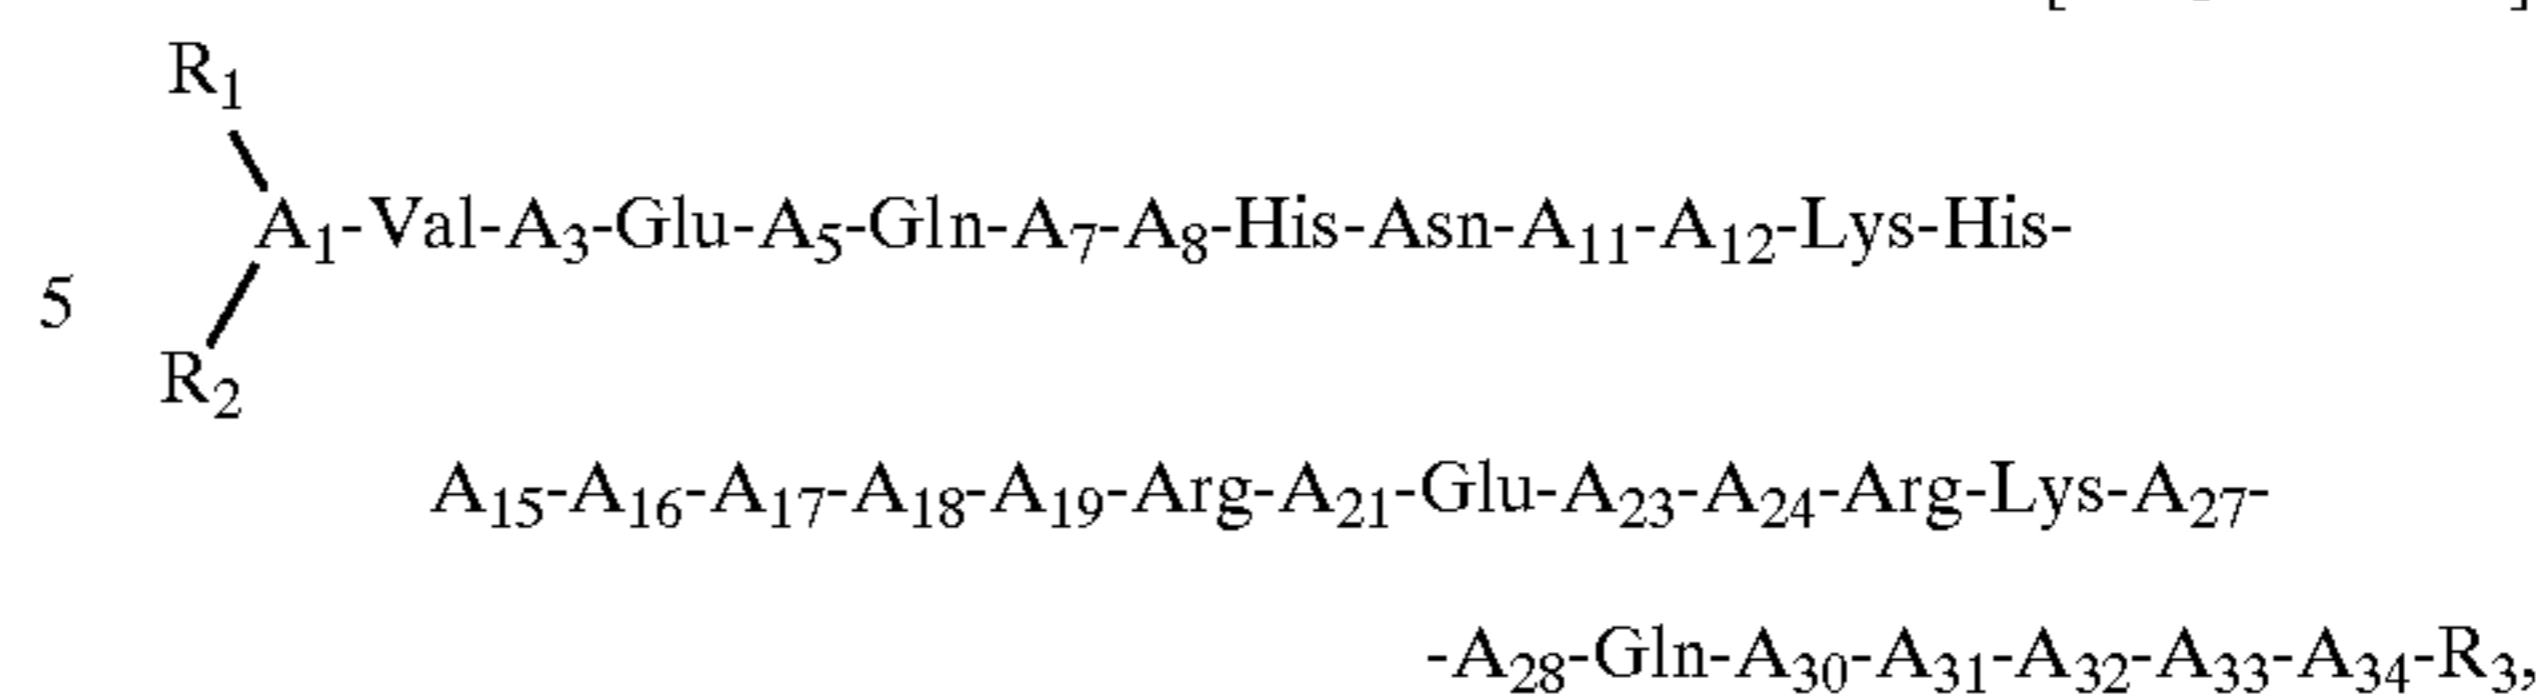 R1
A1-Val-A3-Glu-A5-Gln-A7-A8-His-Asn-A11-A12-Lys-His-
5
R2
A15-A16-A17-A18-A19-Arg-A21-Glu-A23-A24-Arg-Lys-A27-
-A28-Gln-A30-A31-A32-A33-A34-R3,